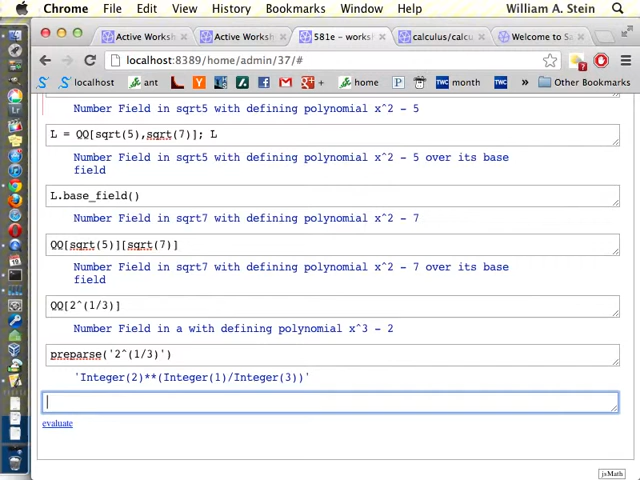 Chrome File Edit View History Bookmarks Window Help William A. Stein
Active Worksh Active Worksh 581e – worksh calculus/calcu Welcome to Sa
localhost:8389/home/admin/37/#
S localhost ant home P month TWC TWC » Other Bookmarks
Number Field in sqrt5 with defining polynomial x^2 - 5
L = QQ[sqrt(5),sqrt(7)]; L
Number Field in sqrt5 with defining polynomial x^2 - 5 over its base
field
L.base_field()
Number Field in sqrt7 with defining polynomial x^2 - 7
QQ[sqrt(5)][sqrt(7)]
Number Field in sqrt7 with defining polynomial x^2 - 7 over its base
field
QQ[2^(1/3)]
Number Field in a with defining polynomial x^3 - 2
preparse('2^(1/3)')
'Integer(2)**(Integer(1)/Integer(3))'
evaluate
jsMath